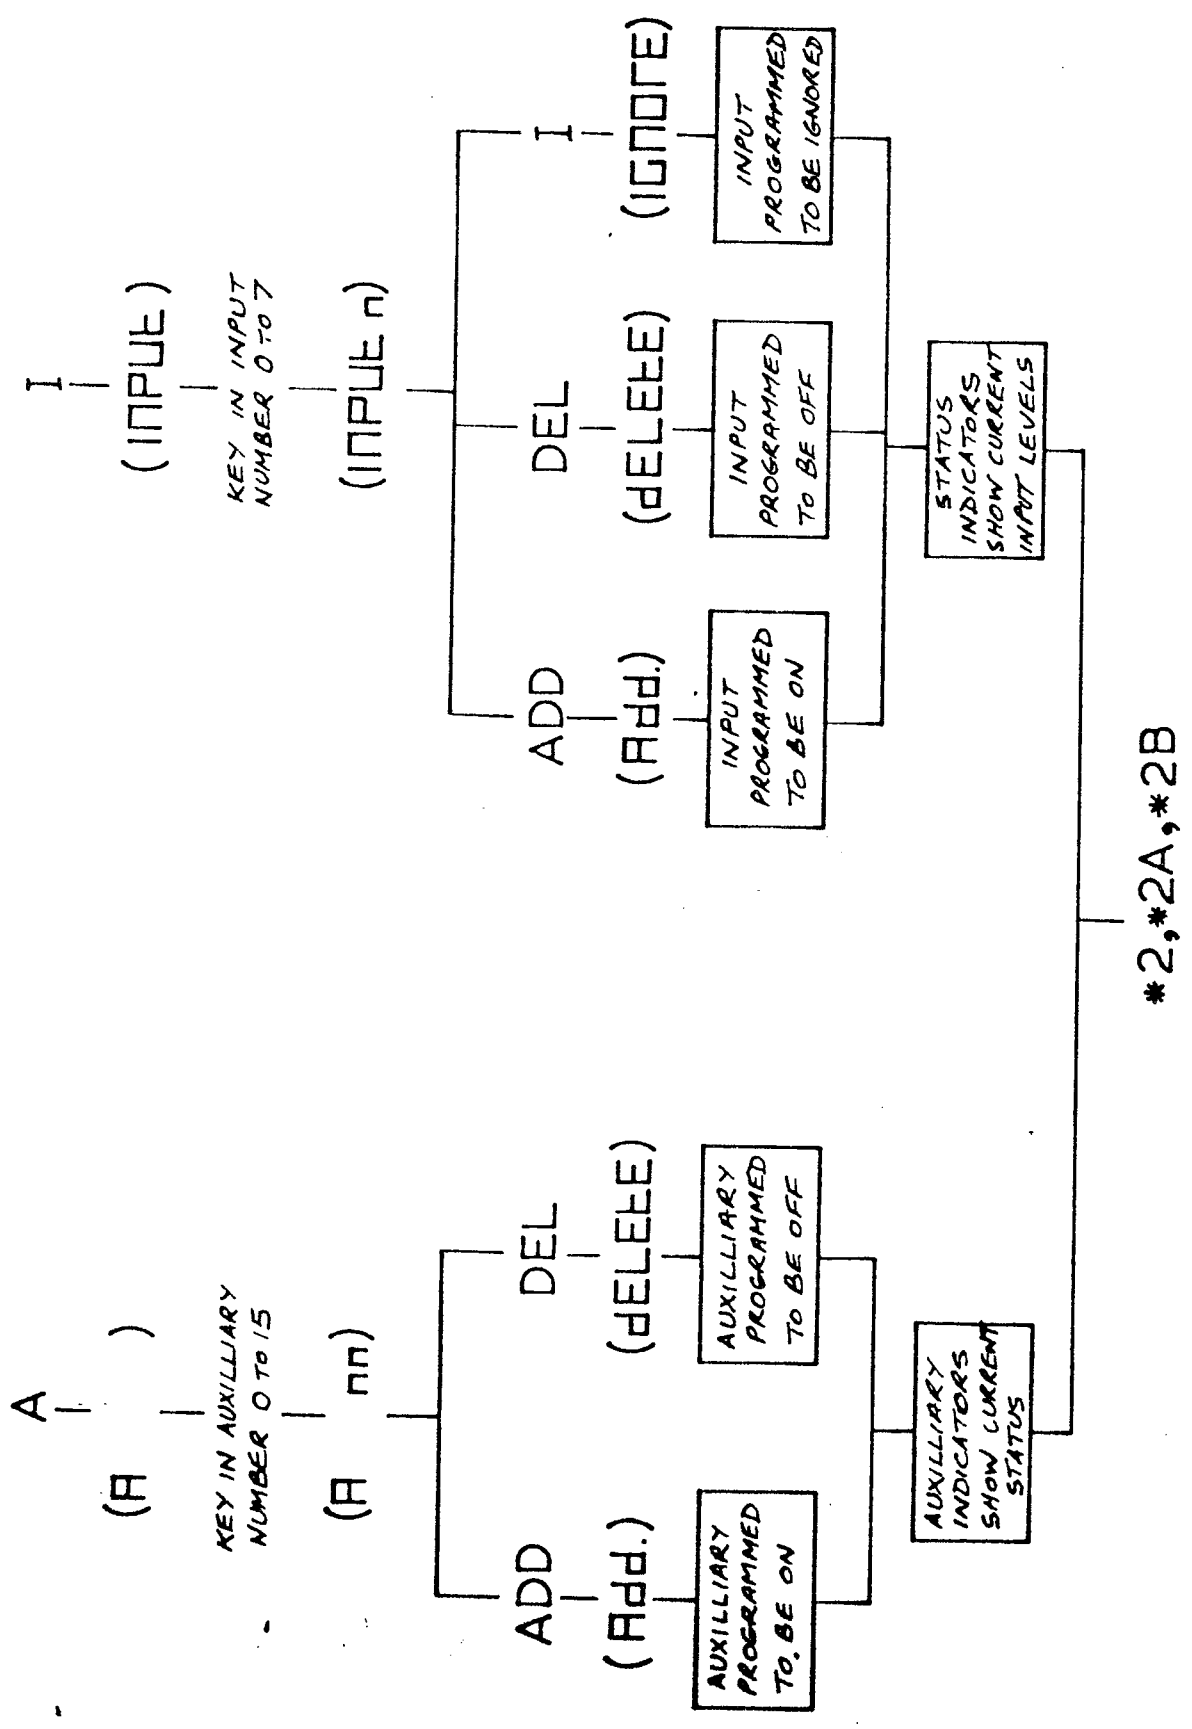 A
(A )
KEY IN AUXILLIARY
NUMBER 0 TO 15
(A nn)
ADD
(Add.)
AUXILLIARY
PROGRAMMED
TO BE ON
DEL
(dELEtE)
AUXILLIARY
PROGRAMMED
TO BE OFF
AUXILLIARY
INDICATORS
SHOW CURRENT
STATUS
I
(InPUt )
KEY IN INPUT
NUMBER 0 TO 7
(InPUt n)
ADD
(Add.)
INPUT
PROGRAMMED
TO BE ON
DEL
(dELEtE)
INPUT
PROGRAMMED
TO BE OFF
I
(IGnOrE)
INPUT
PROGRAMMED
TO BE IGNORED
STATUS
INDICATORS
SHOW CURRENT
INPUT LEVELS
*2,*2A,*2B